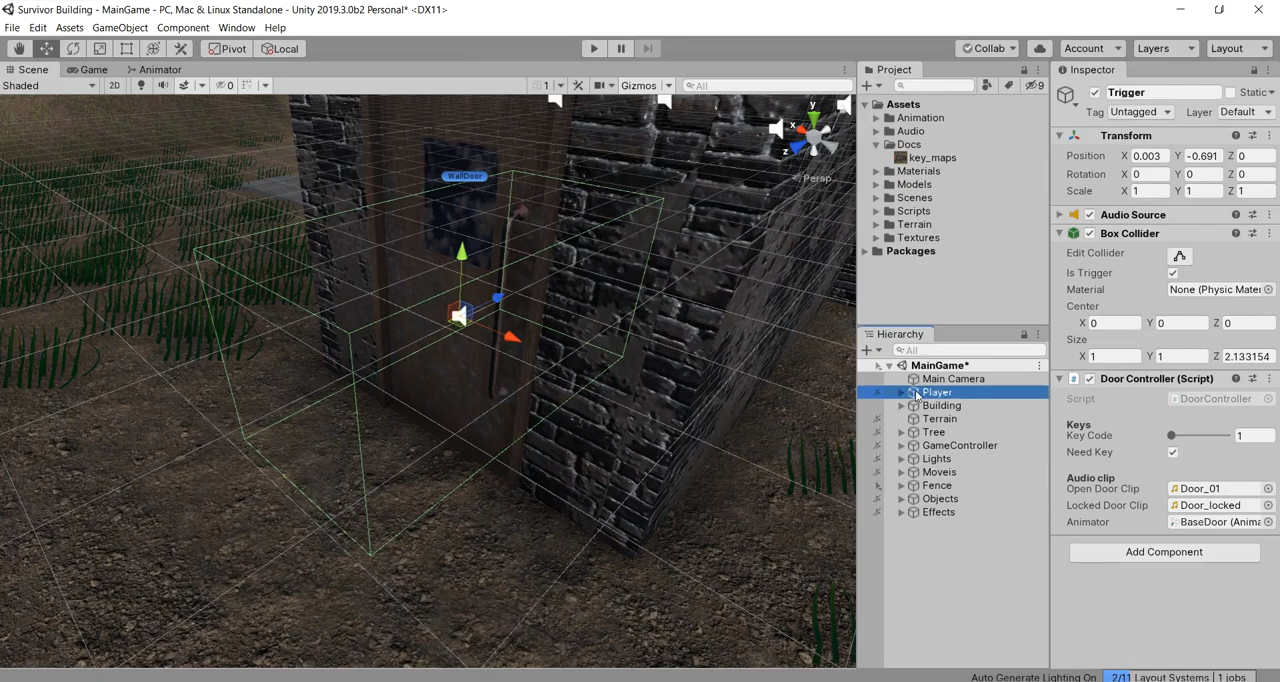 Survivor Building - MainGame - PC, Mac & Linux Standalone - Unity 2019.3.0b2 Personal* <DX11>
File Edit Assets GameObject Component Window Help
Pivot Local Collab Account Layers Layout
Scene Game Animator
Shaded 2D 0 1 Gizmos All
y
x
z
Persp
WallDoor
Project
9
Assets
Animation
Audio
Docs
key_maps
Materials
Models
Scenes
Scripts
Terrain
Textures
Packages
Hierarchy
All
MainGame*
Main Camera
Player
Building
Terrain
Tree
GameController
Lights
Moveis
Fence
Objects
Effects
Inspector
Trigger Static
Tag Untagged Layer Default
Transform
Position X 0.003 Y -0.691 Z 0
Rotation X 0 Y 0 Z 0
Scale X 1 Y 1 Z 1
Audio Source
Box Collider
Edit Collider
Is Trigger
Material None (Physic Mater
Center
X 0 Y 0 Z 0
Size
X 1 Y 1 Z 2.133154
# Door Controller (Script)
Script DoorController
Keys
Key Code 1
Need Key
Audio clip
Open Door Clip Door_01
Locked Door Clip Door_locked
Animator BaseDoor (Anima
Add Component
Auto Generate Lighting On 2/11 Layout Systems | 1 jobs